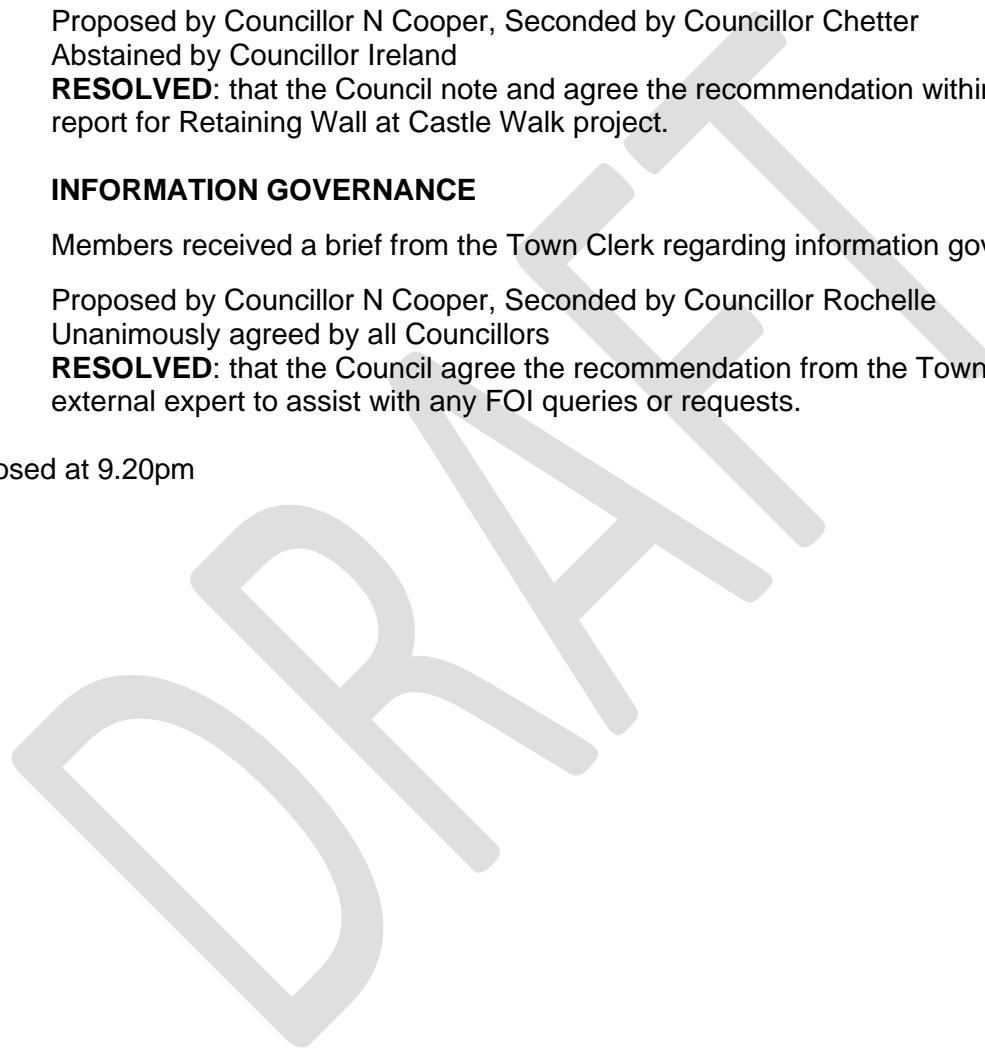 Proposed by Councillor N Cooper, Seconded by Councillor Chetter
Abstained by Councillor Ireland
RESOLVED: that the Council note and agree the recommendation within
report for Retaining Wall at Castle Walk project.
INFORMATION GOVERNANCE
Members received a brief from the Town Clerk regarding information
Proposed by Councillor N Cooper, Seconded by Councillor Rochelle
Unanimously agreed by all Councillors
RESOLVED: that the Council agree the recommendation from the Town
external expert to assist with any FOI queries or requests.
at 9.20pm
DRAFT